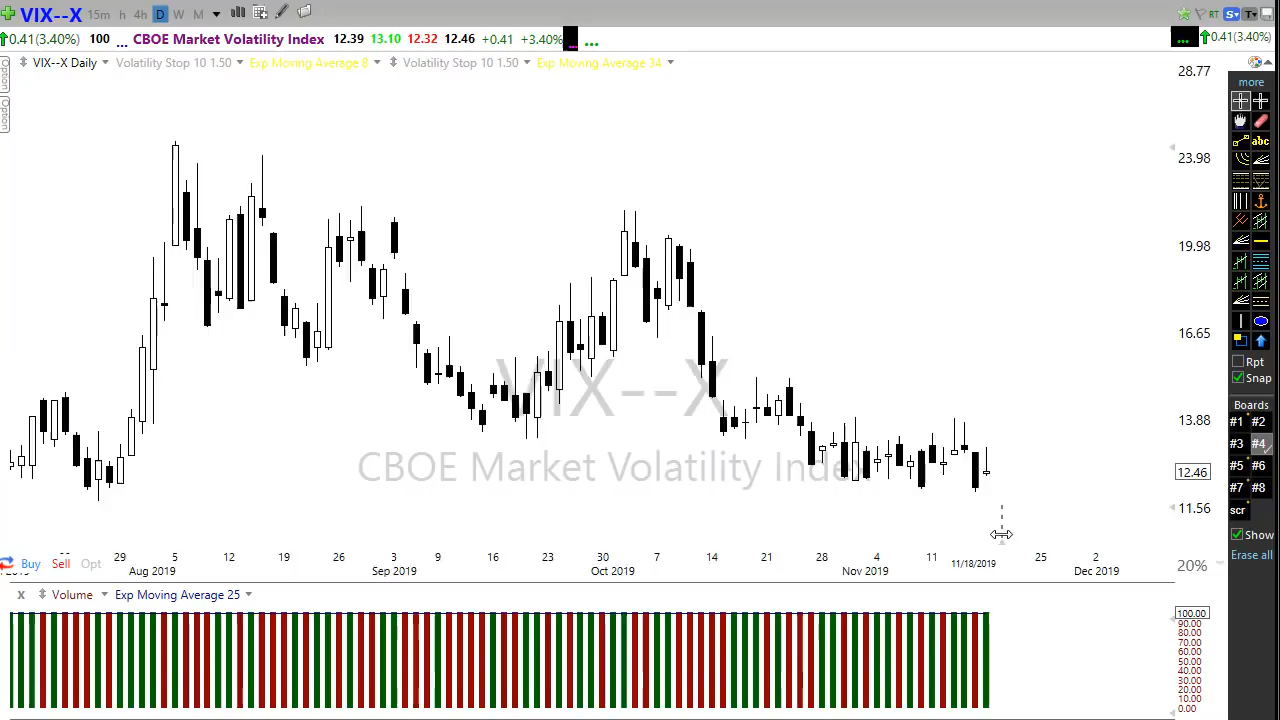 VIX--X 15m h 4h D W M RT S T
0.41(3.40%) 100 ... CBOE Market Volatility Index 12.39 13.10 12.32 12.46 +0.41 +3.40% ... ... ... 0.41(3.40%)
VIX--X Daily Volatility Stop 10 1.50 Exp Moving Average 8 Volatility Stop 10 1.50 Exp Moving Average 34
Option
Option
28.77
23.98
19.98
16.65
13.88
12.46
11.56
20%
VIX--X
CBOE Market Volatility Index
29 5 12 19 26 3 9 16 23 30 7 14 21 28 4 11 11/18/2019 25 2
Aug 2019 Sep 2019 Oct 2019 Nov 2019 Dec 2019
Buy Sell Opt
x Volume Exp Moving Average 25
100.00
90.00
80.00
70.00
60.00
50.00
40.00
30.00
20.00
10.00
0.00
more
abc
Rpt
Snap
Boards
#1 #2
#3 #4
#5 #6
#7 #8
scr
Show
Erase all